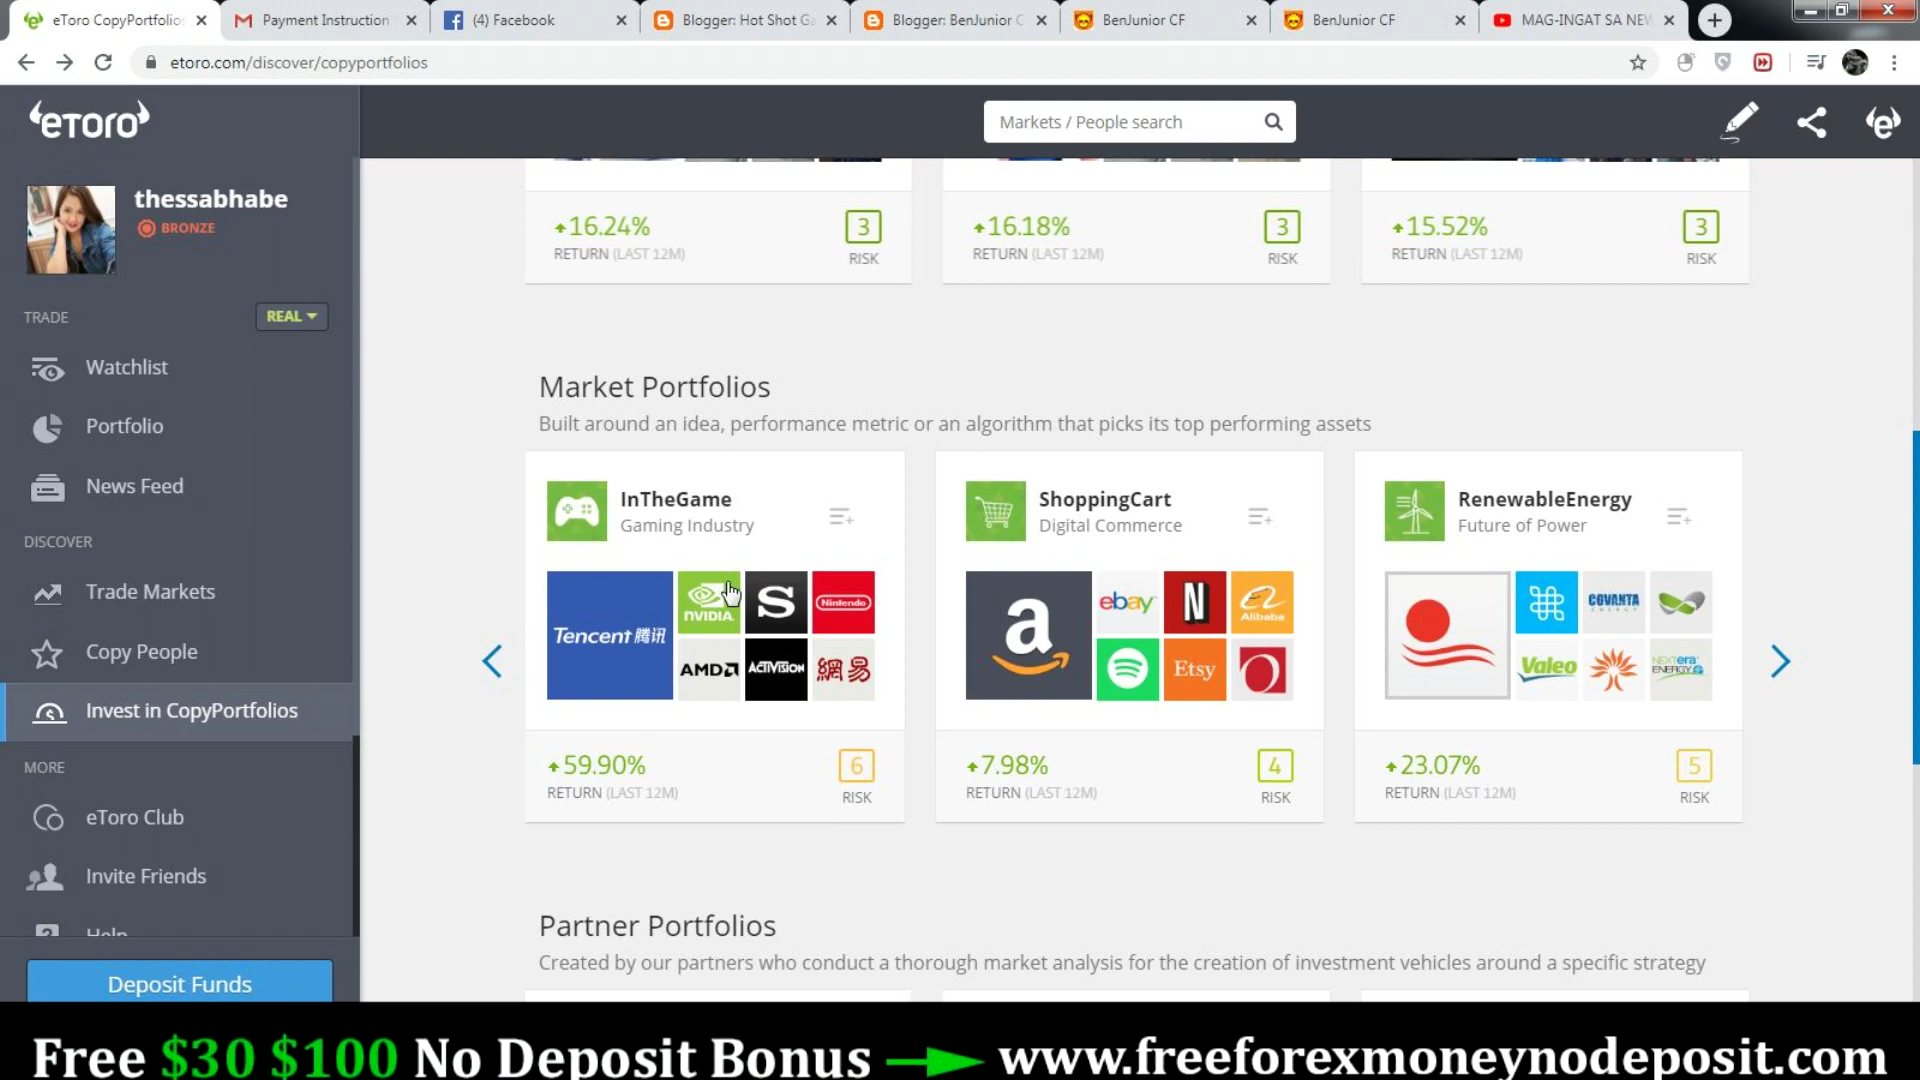 eToro CopyPortfolios
Payment Instruction
(4) Facebook
Blogger: Hot Shot Ga
Blogger: BenJunior C
BenJunior CF
BenJunior CF
MAG-INGAT SA NEW
etoro.com/discover/copyportfolios
eToro
Markets / People search
thessabhabe
BRONZE
TRADE
REAL
Watchlist
Portfolio
News Feed
DISCOVER
Trade Markets
Copy People
Invest in CopyPortfolios
MORE
eToro Club
Invite Friends
Help
Deposit Funds
16.24%
RETURN (LAST 12M)
3
RISK
16.18%
RETURN (LAST 12M)
3
RISK
15.52%
RETURN (LAST 12M)
3
RISK
Market Portfolios
Built around an idea, performance metric or an algorithm that picks its top performing assets
InTheGame
Gaming Industry
Tencent 腾讯
NVIDIA.
S
Nintendo
AMD
ACTIVISION
網易
59.90%
RETURN (LAST 12M)
6
RISK
ShoppingCart
Digital Commerce
a
ebay
N
Alibaba
Etsy
7.98%
RETURN (LAST 12M)
4
RISK
RenewableEnergy
Future of Power
COVANTA
ENERGY
Valeo
NEXTera
ENERGY
23.07%
RETURN (LAST 12M)
5
RISK
Partner Portfolios
Created by our partners who conduct a thorough market analysis for the creation of investment vehicles around a specific strategy
Free $30 $100 No Deposit Bonus → www.freeforexmoneynodeposit.com